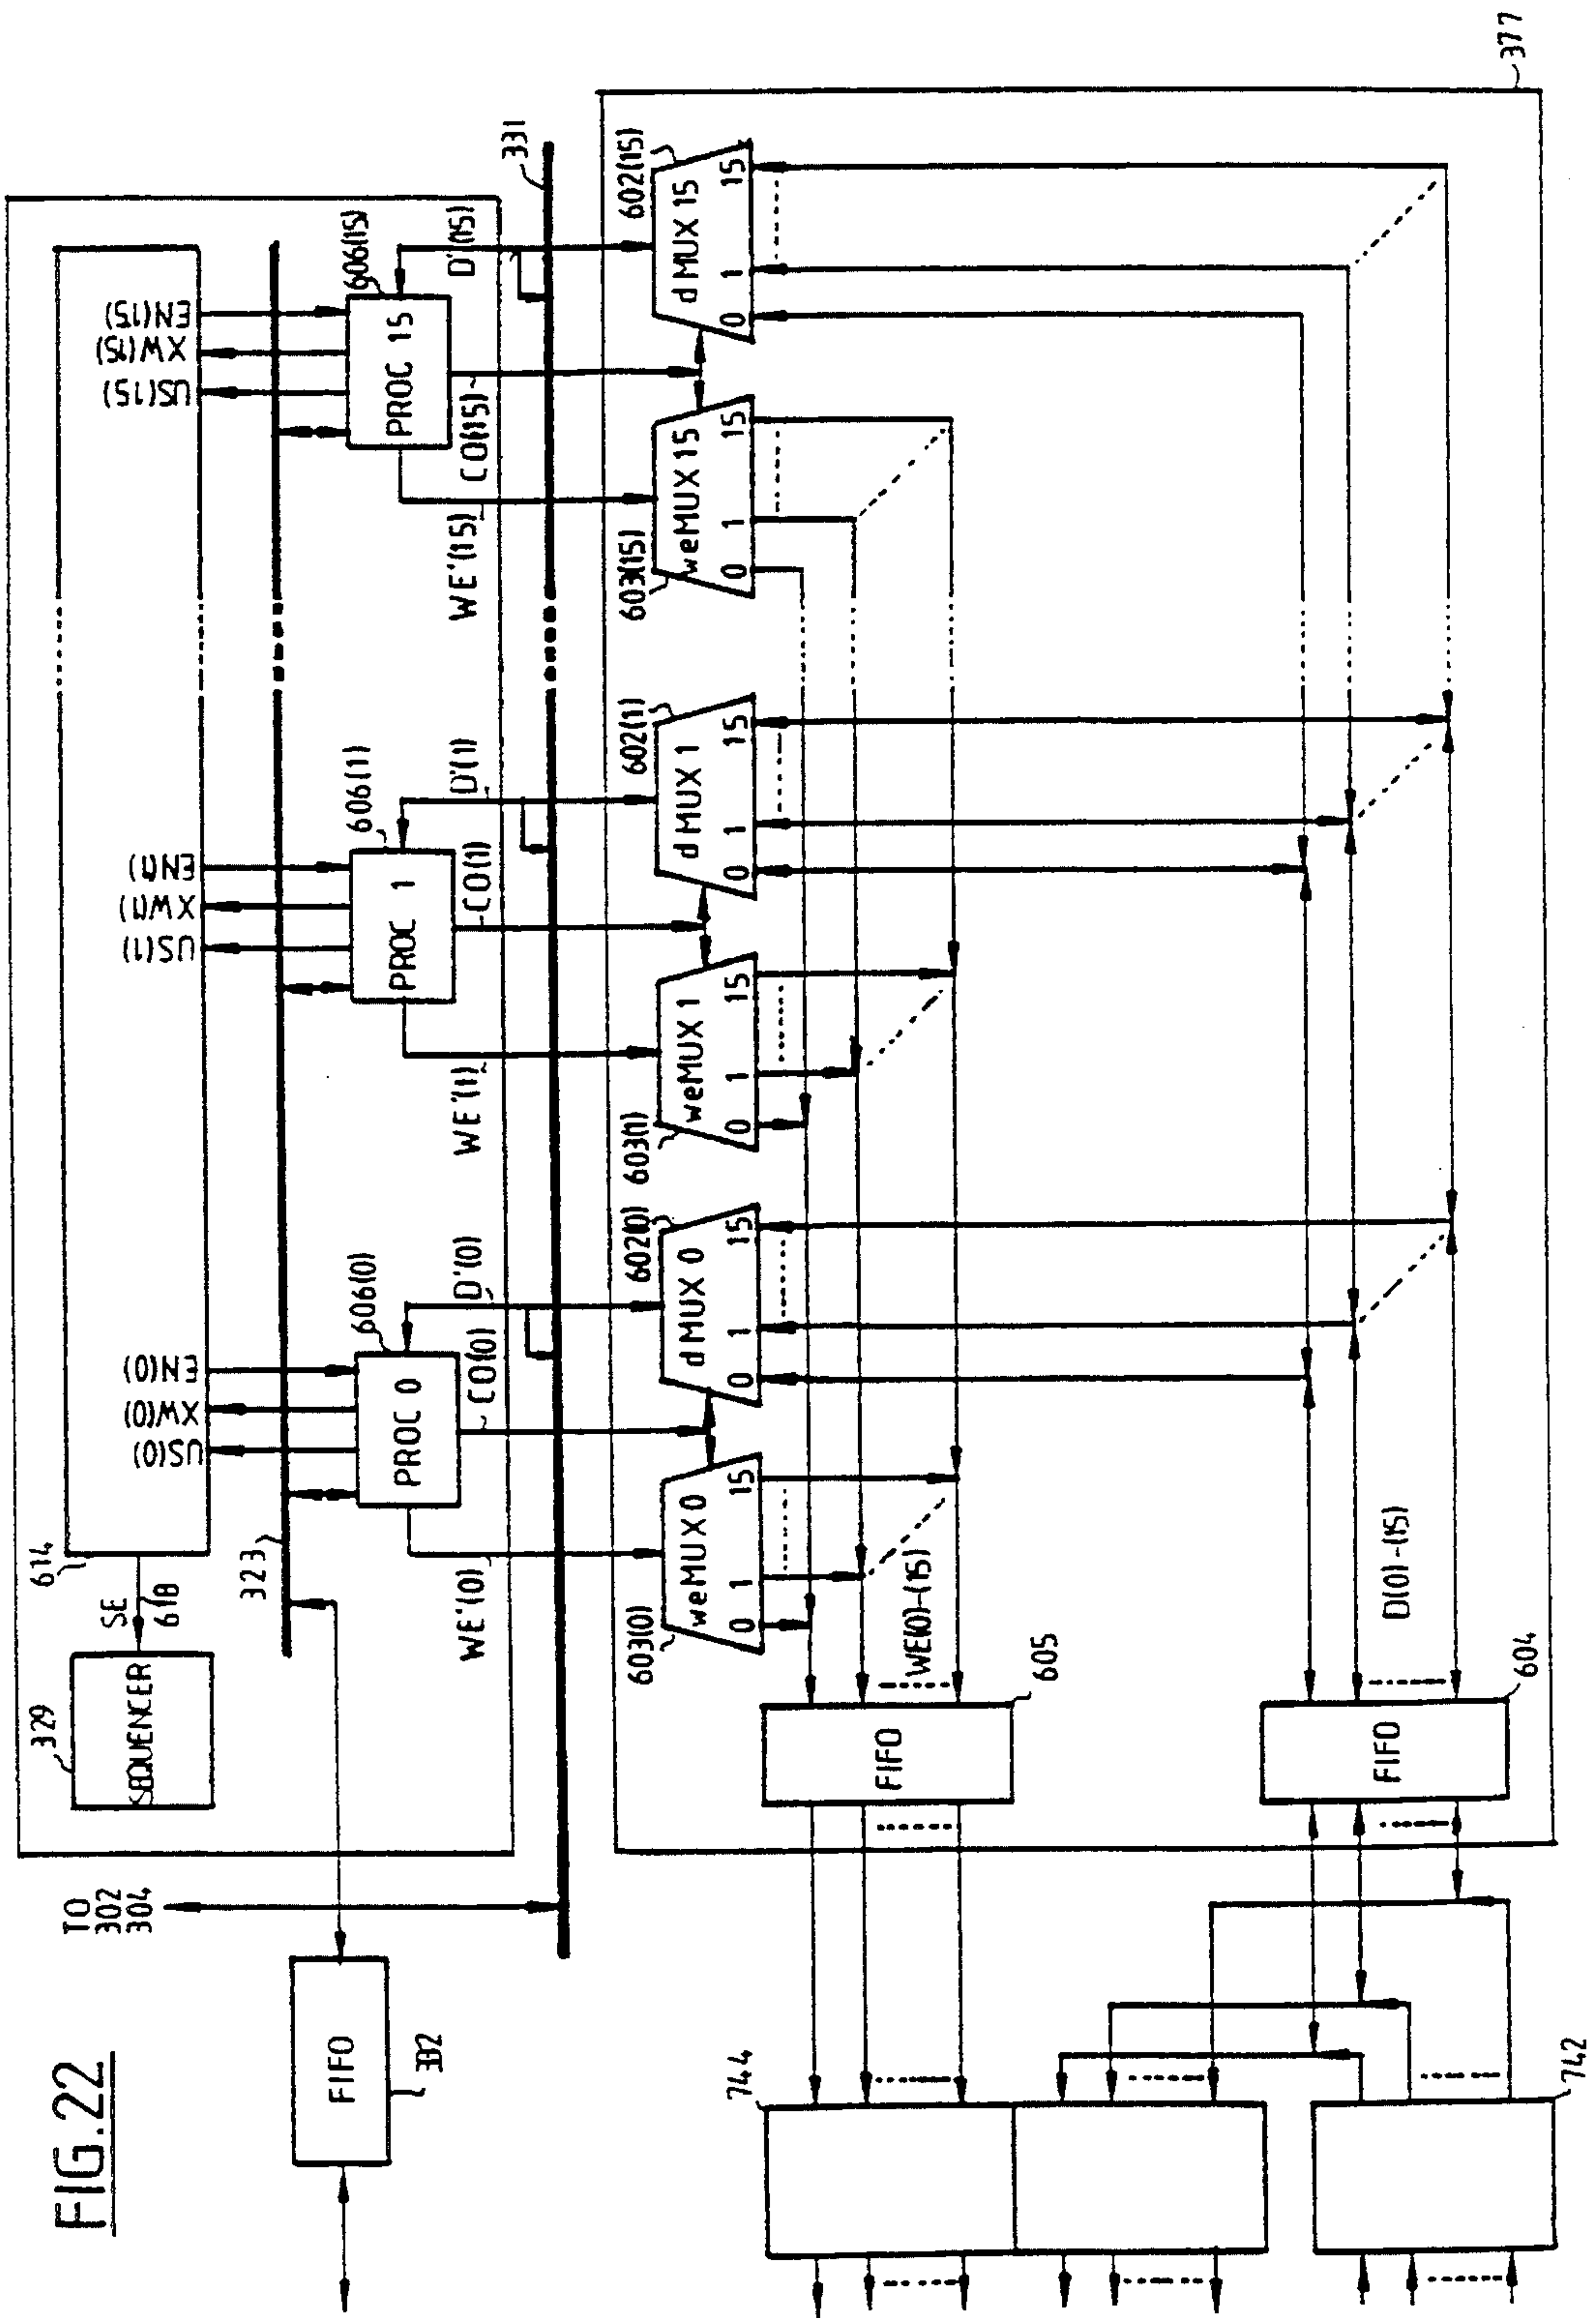 FIG.22
TO
302
304
FIFO
332
329
SEQUENCER
SE
618
614
323
US(0)
XW(0)
EN(0)
US(1)
XW(1)
EN(1)
US(15)
XW(15)
EN(15)
PROC 0
606(0)
PROC 1
606(1)
PROC 15
606(15)
WE'(0)
CO(0)
D'(0)
WE'(1)
CO(1)
D'(1)
WE'(15)
CO(15)
D'(15)
331
603(0)
weMUX 0
0 1 15
602(0)
dMUX 0
0 1 15
603(1)
weMUX 1
0 1 15
602(1)
dMUX 1
0 1 15
603(15)
weMUX 15
0 1 15
602(15)
dMUX 15
0 1 15
WE(0)-(15)
FIFO
605
D(0)-(15)
FIFO
604
377
744
742